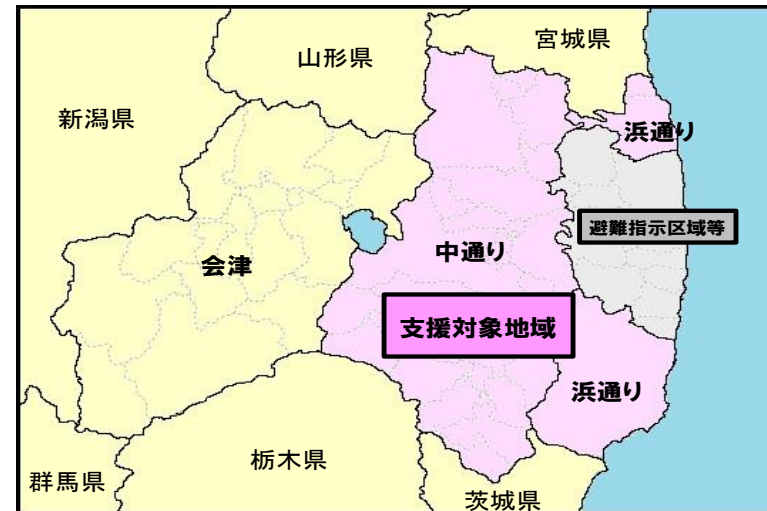 宮城県
山形県
新潟県
浜通り
避難指示区域等
中通り
会津
支援対象地域
浜通り
栃木県
群馬県
茨城県